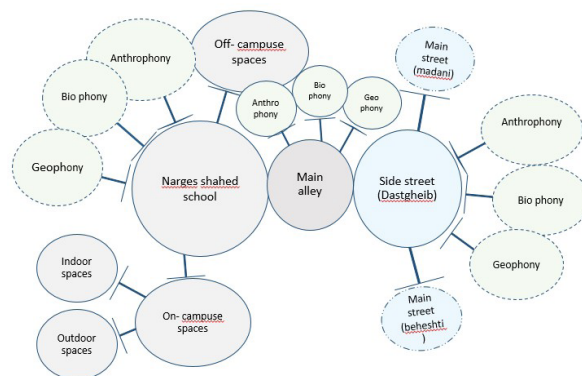 Off- campuse
spaces
Main
street
(madani)
Anthrophony
Bio phony
Geophony
Anthro
phony
Bio
phony
Geo
phony
Narges shahed
school
Main
alley
Side street
(Dastgheib)
Anthrophony
Bio phony
Geophony
Indoor
spaces
Outdoor
spaces
On- campuse
spaces
Main
street
(beheshti
)